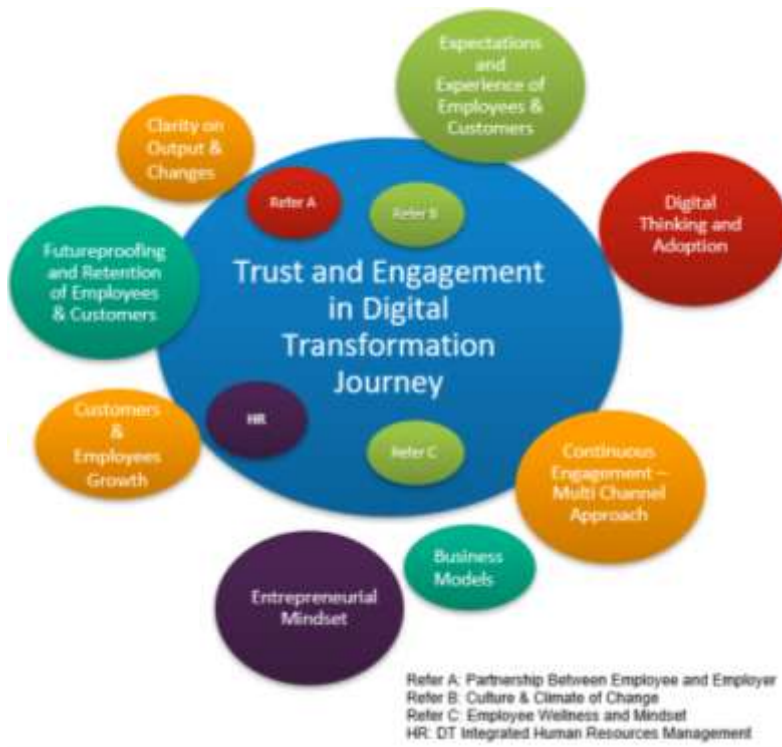 Expectations
and
Experience of
Employees &
Customers
Clarity on
Output &
Changes
Refer A
Refer B
Digital
Thinking and
Adoption
Futureproofing
and Retention
of Employees
& Customers
Trust and Engagement
in Digital
Transformation
Journey
Customers
&
Employees
Growth
HR
Refer C
Continuous
Engagement –
Multi Channel
Approach
Business
Models
Entrepreneurial
Mindset
Refer A: Partnership Between Employee and Employer
Refer B: Culture & Climate of Change
Refer C: Employee Wellness and Mindset
HR: DT Integrated Human Resources Management